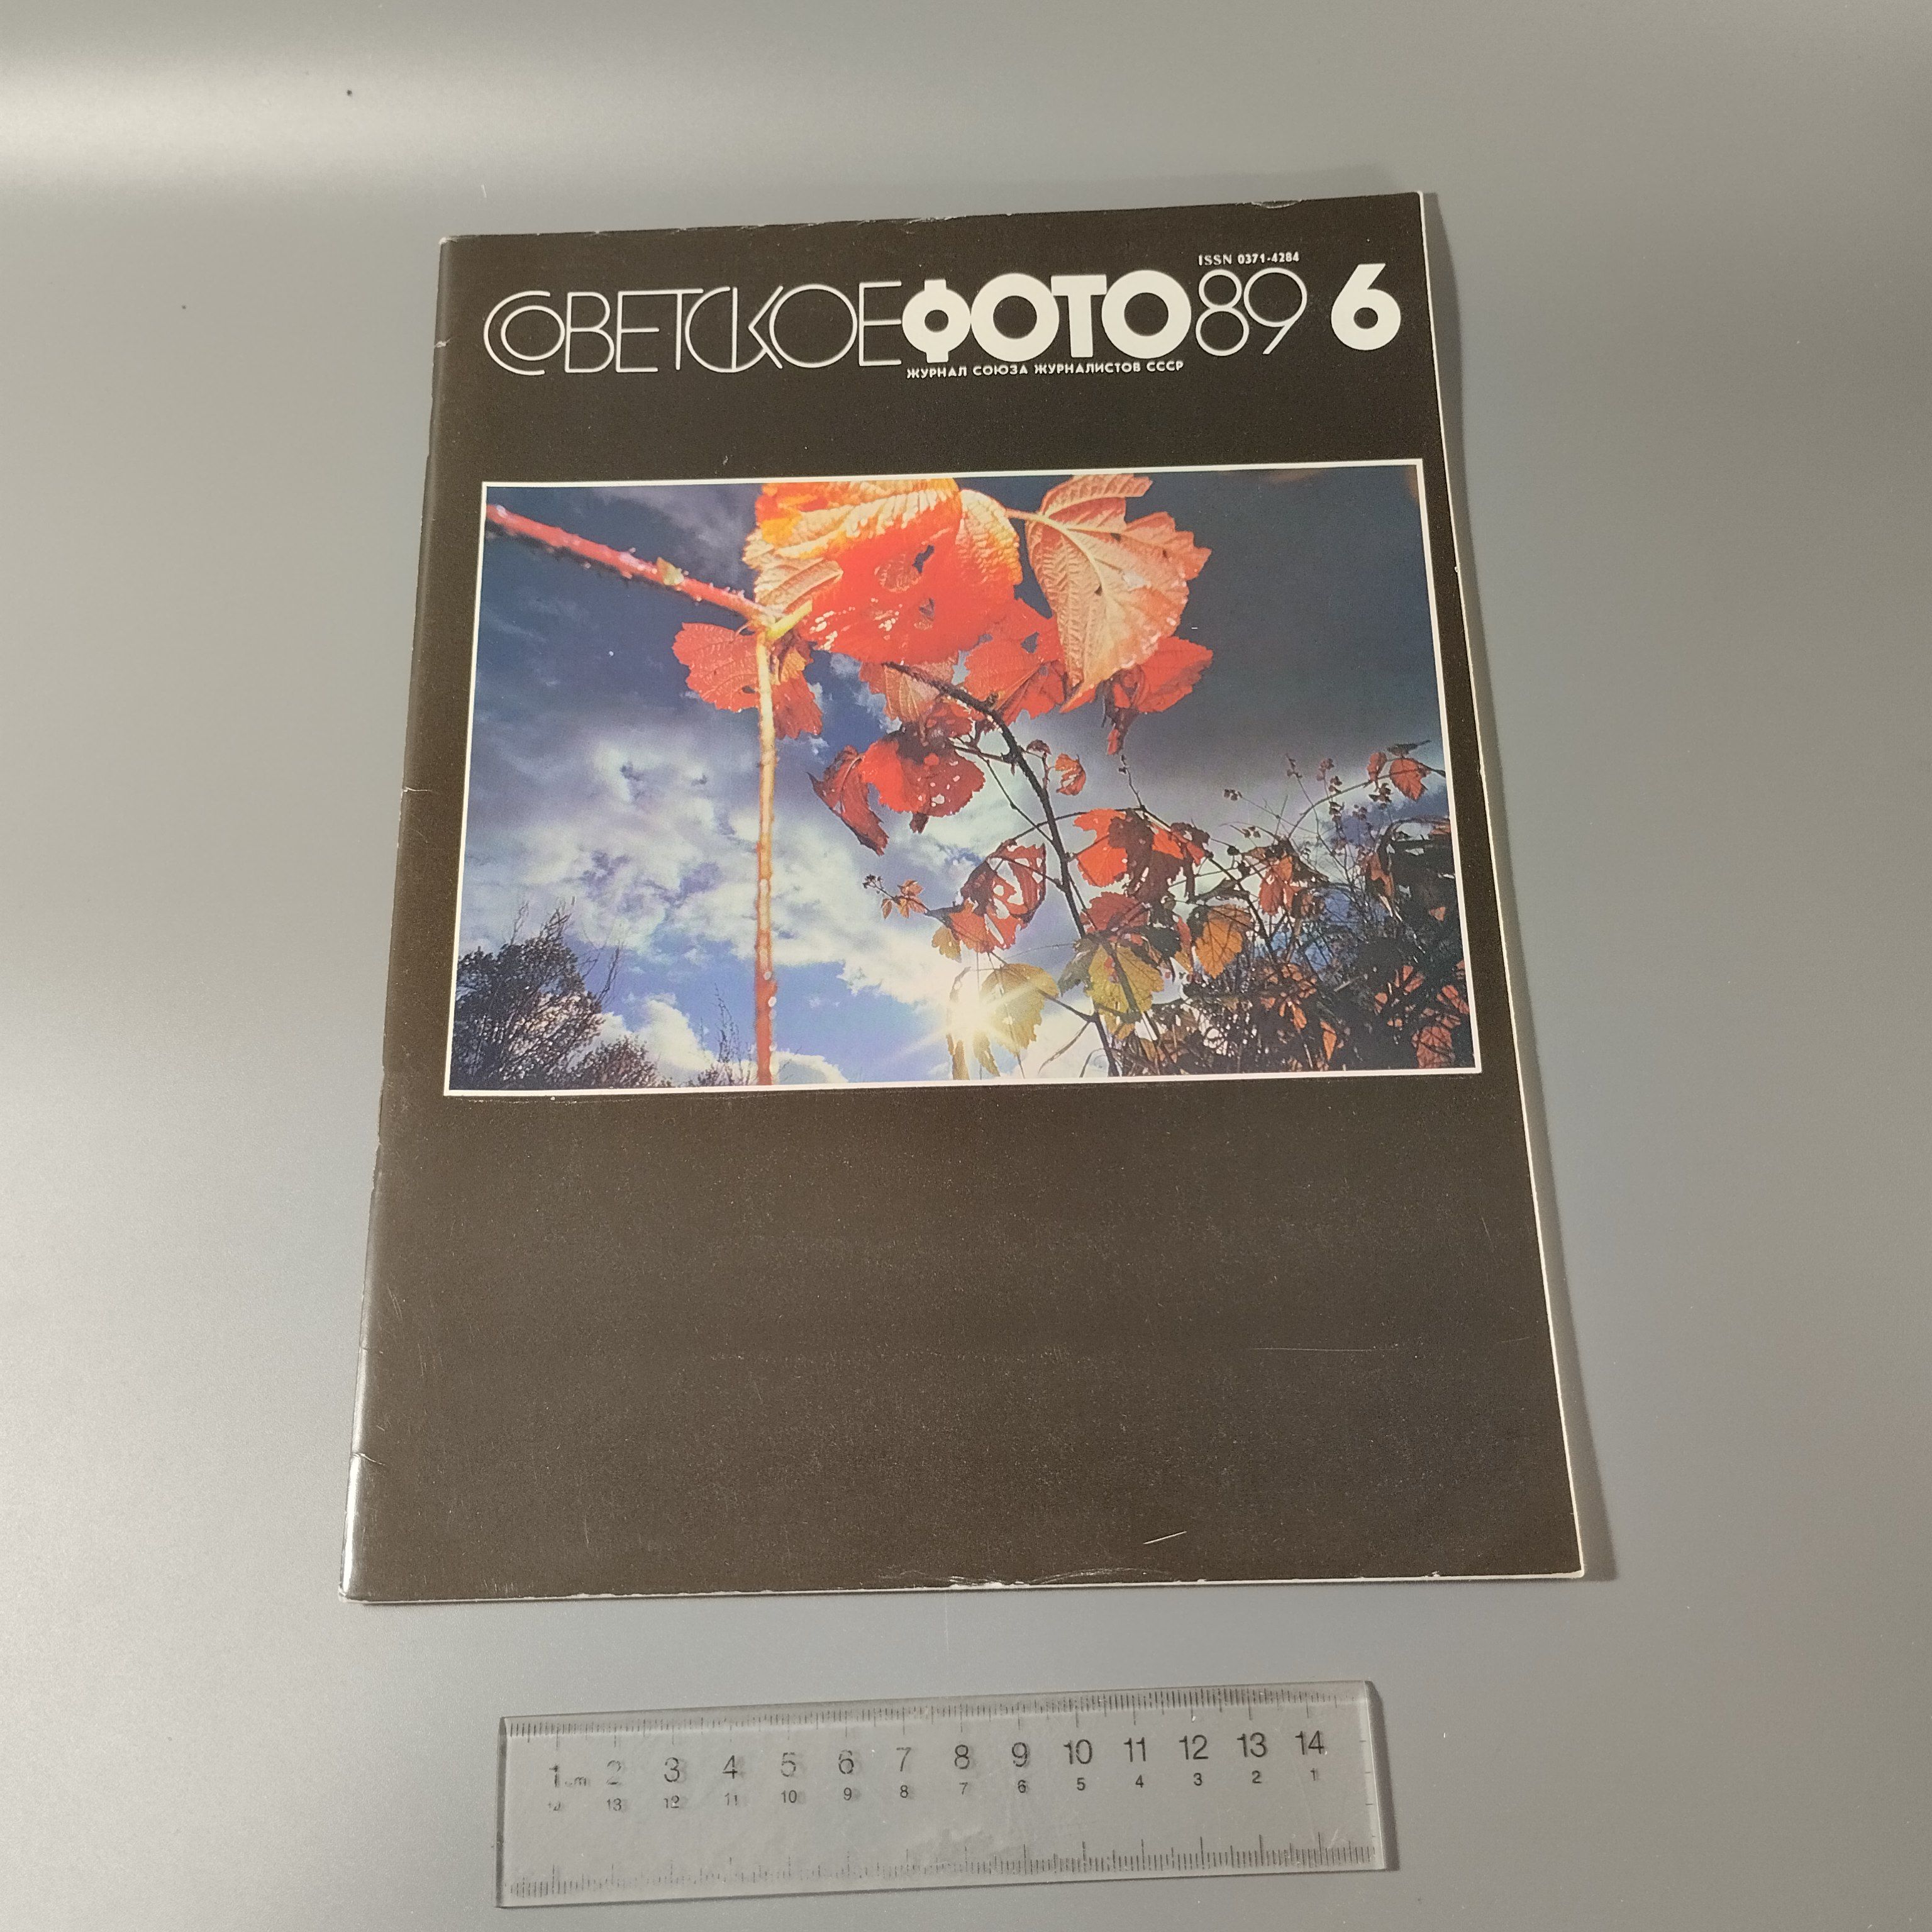 ISSN 0371-4284
СОВЕТСКОЕ ФОТО 89 6
ЖУРНАЛ СОЮЗА ЖУРНАЛИСТОВ СССР
1 cm 2 3 4 5 6 7 8 9 10 11 12 13 14
14 13 12 11 10 9 8 7 6 5 4 3 2 1